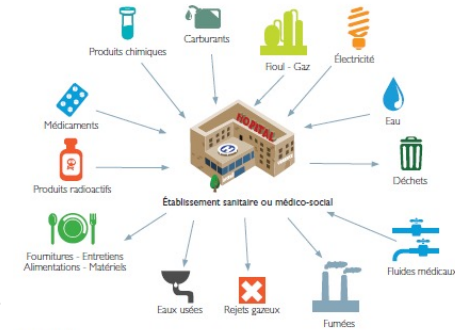 Carburants
Produits chimiques
Électricité
Fioul - Gaz
Eau
Médicaments
HOPITAL
H
Déchets
Produits radioactifs
Établissement sanitaire ou médico-social
Fournitures - Entretiens
Alimentations - Matériels
Fluides médicaux
Eaux usées
Rejets gazeux
Fumées